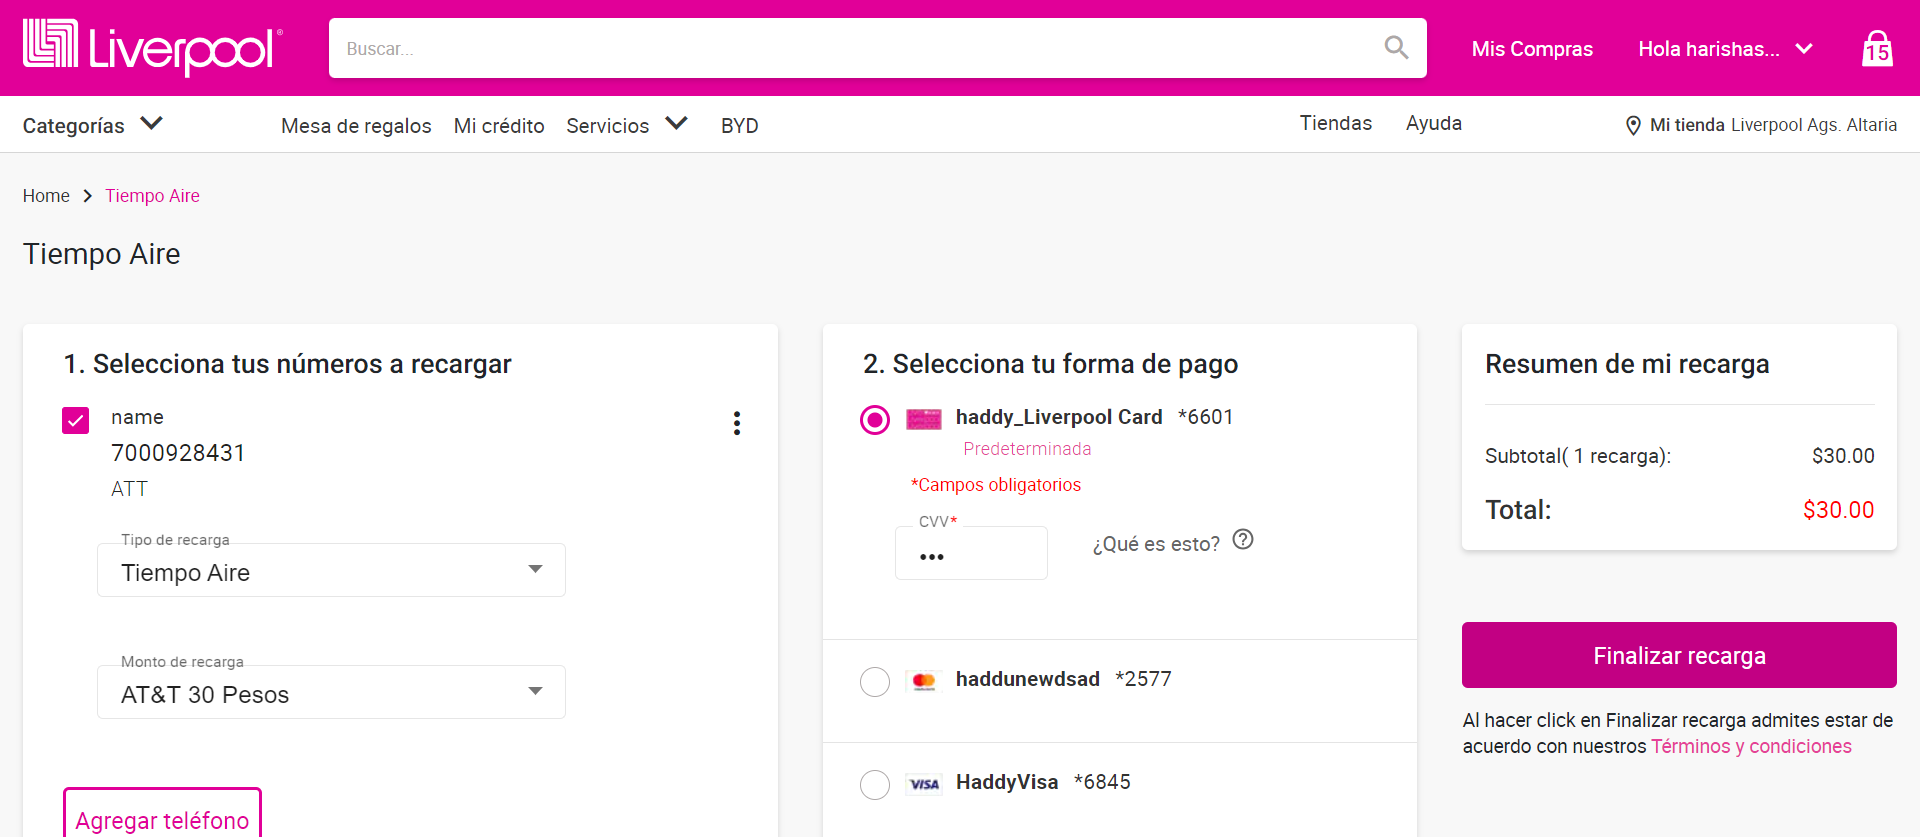 Liverpool®
Buscar...
Mis Compras
Hola harishas...
15
Categorías
Mesa de regalos
Mi crédito
Servicios
BYD
Tiendas
Ayuda
Mi tienda Liverpool Ags. Altaria
Home > Tiempo Aire
Tiempo Aire
1. Selecciona tus números a recargar
name
7000928431
ATT
Tipo de recarga
Tiempo Aire
Monto de recarga
AT&T 30 Pesos
Agregar teléfono
2. Selecciona tu forma de pago
haddy_Liverpool Card *6601
Predeterminada
*Campos obligatorios
CVV*
•••
¿Qué es esto? ?
haddunewdsad *2577
VISA HaddyVisa *6845
Resumen de mi recarga
Subtotal( 1 recarga): $30.00
Total: $30.00
Finalizar recarga
Al hacer click en Finalizar recarga admites estar de
acuerdo con nuestros Términos y condiciones